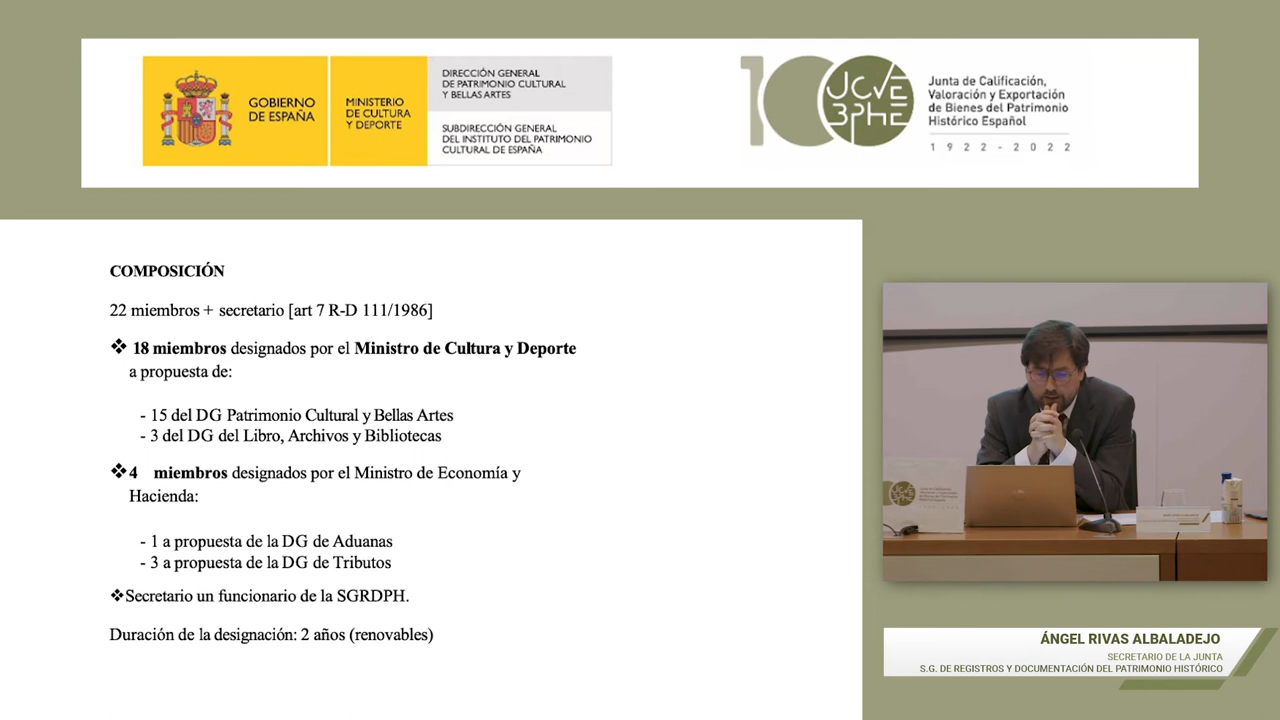 GOBIERNO
DE ESPAÑA
MINISTERIO
DE CULTURA
Y DEPORTE
DIRECCIÓN GENERAL
DE PATRIMONIO CULTURAL
Y BELLAS ARTES
SUBDIRECCIÓN GENERAL
DEL INSTITUTO DEL PATRIMONIO
CULTURAL DE ESPAÑA
100
JCVE
BPHE
Junta de Calificación,
Valoración y Exportación
de Bienes del Patrimonio
Histórico Español
1922-2022
COMPOSICIÓN
22 miembros + secretario [art 7 R-D 111/1986]
❖ 18 miembros designados por el Ministro de Cultura y Deporte
a propuesta de:
- 15 del DG Patrimonio Cultural y Bellas Artes
- 3 del DG del Libro, Archivos y Bibliotecas
❖4 miembros designados por el Ministro de Economía y
Hacienda:
- 1 a propuesta de la DG de Aduanas
- 3 a propuesta de la DG de Tributos
❖Secretario un funcionario de la SGRDPH.
Duración de la designación: 2 años (renovables)
JCVE
BPHE
ÁNGEL RIVAS ALBALADEJO
SECRETARIO DE LA JUNTA
S.G. DE REGISTROS Y DOCUMENTACIÓN DEL PATRIMONIO HISTÓRICO